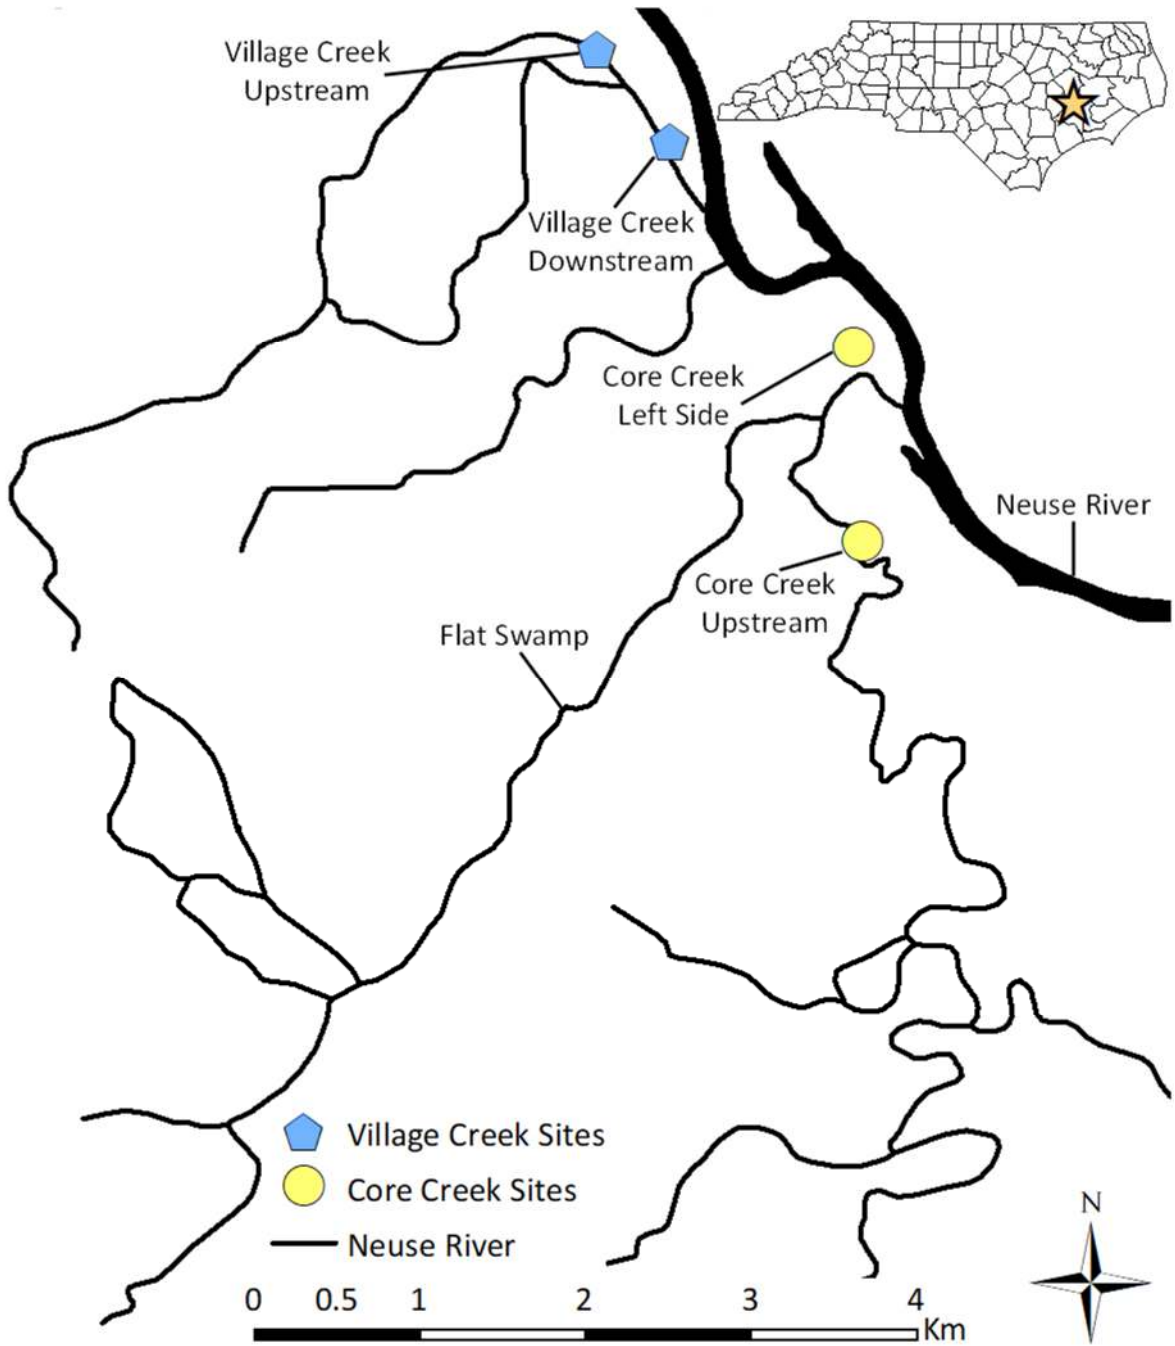 Village Creek
Upstream
Village Creek
Downstream
Core Creek
Left Side
Neuse River
Core Creek
Upstream
Flat Swamp
Village Creek Sites
Core Creek Sites
Neuse River
N
0 0.5 1 2 3 4
Km